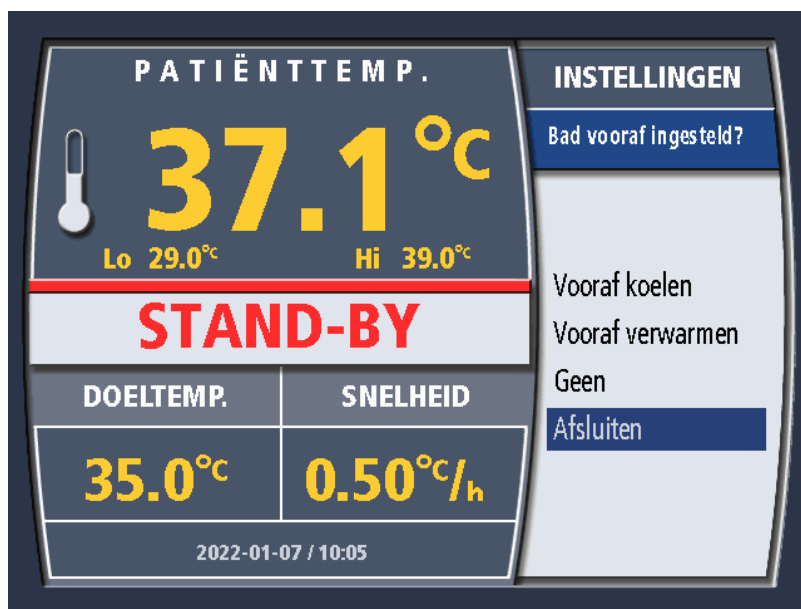 PATIËNTTEMP.
37.1°C
Lo 29.0°C Hi 39.0°C
STAND-BY
DOELTEMP. SNELHEID
35.0°C 0.50°C/h
2022-01-07 / 10:05
INSTELLINGEN
Bad vooraf ingesteld?
Vooraf koelen
Vooraf verwarmen
Geen
Afsluiten